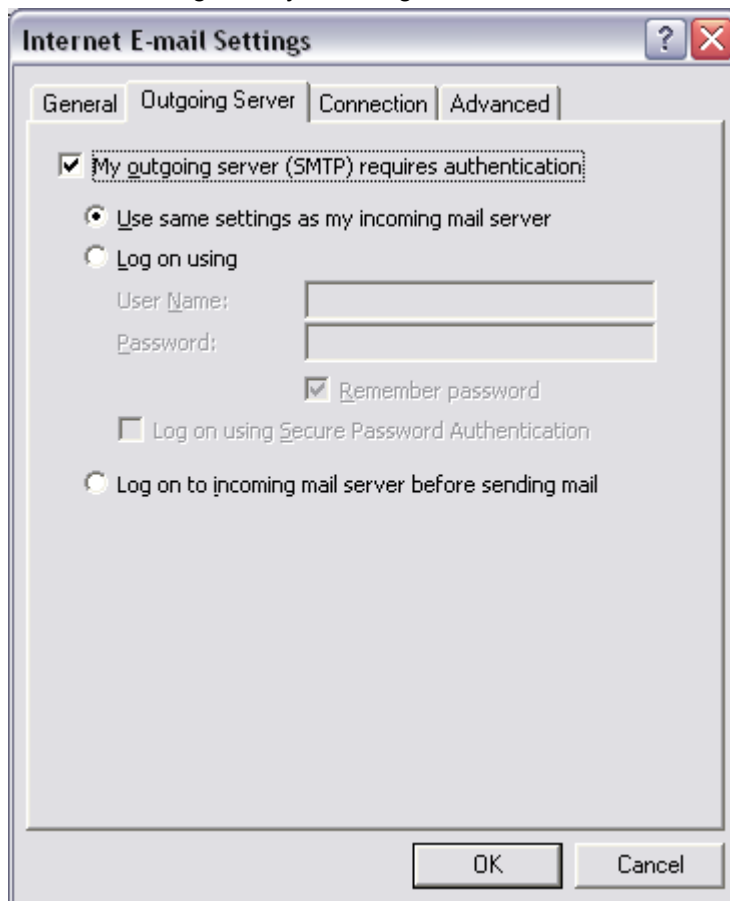 Internet E-mail Settings
General Outgoing Server Connection Advanced
My outgoing server (SMTP) requires authentication
Use same settings as my incoming mail server
Log on using
User Name:
Password:
Remember password
Log on using Secure Password Authentication
Log on to incoming mail server before sending mail
OK Cancel